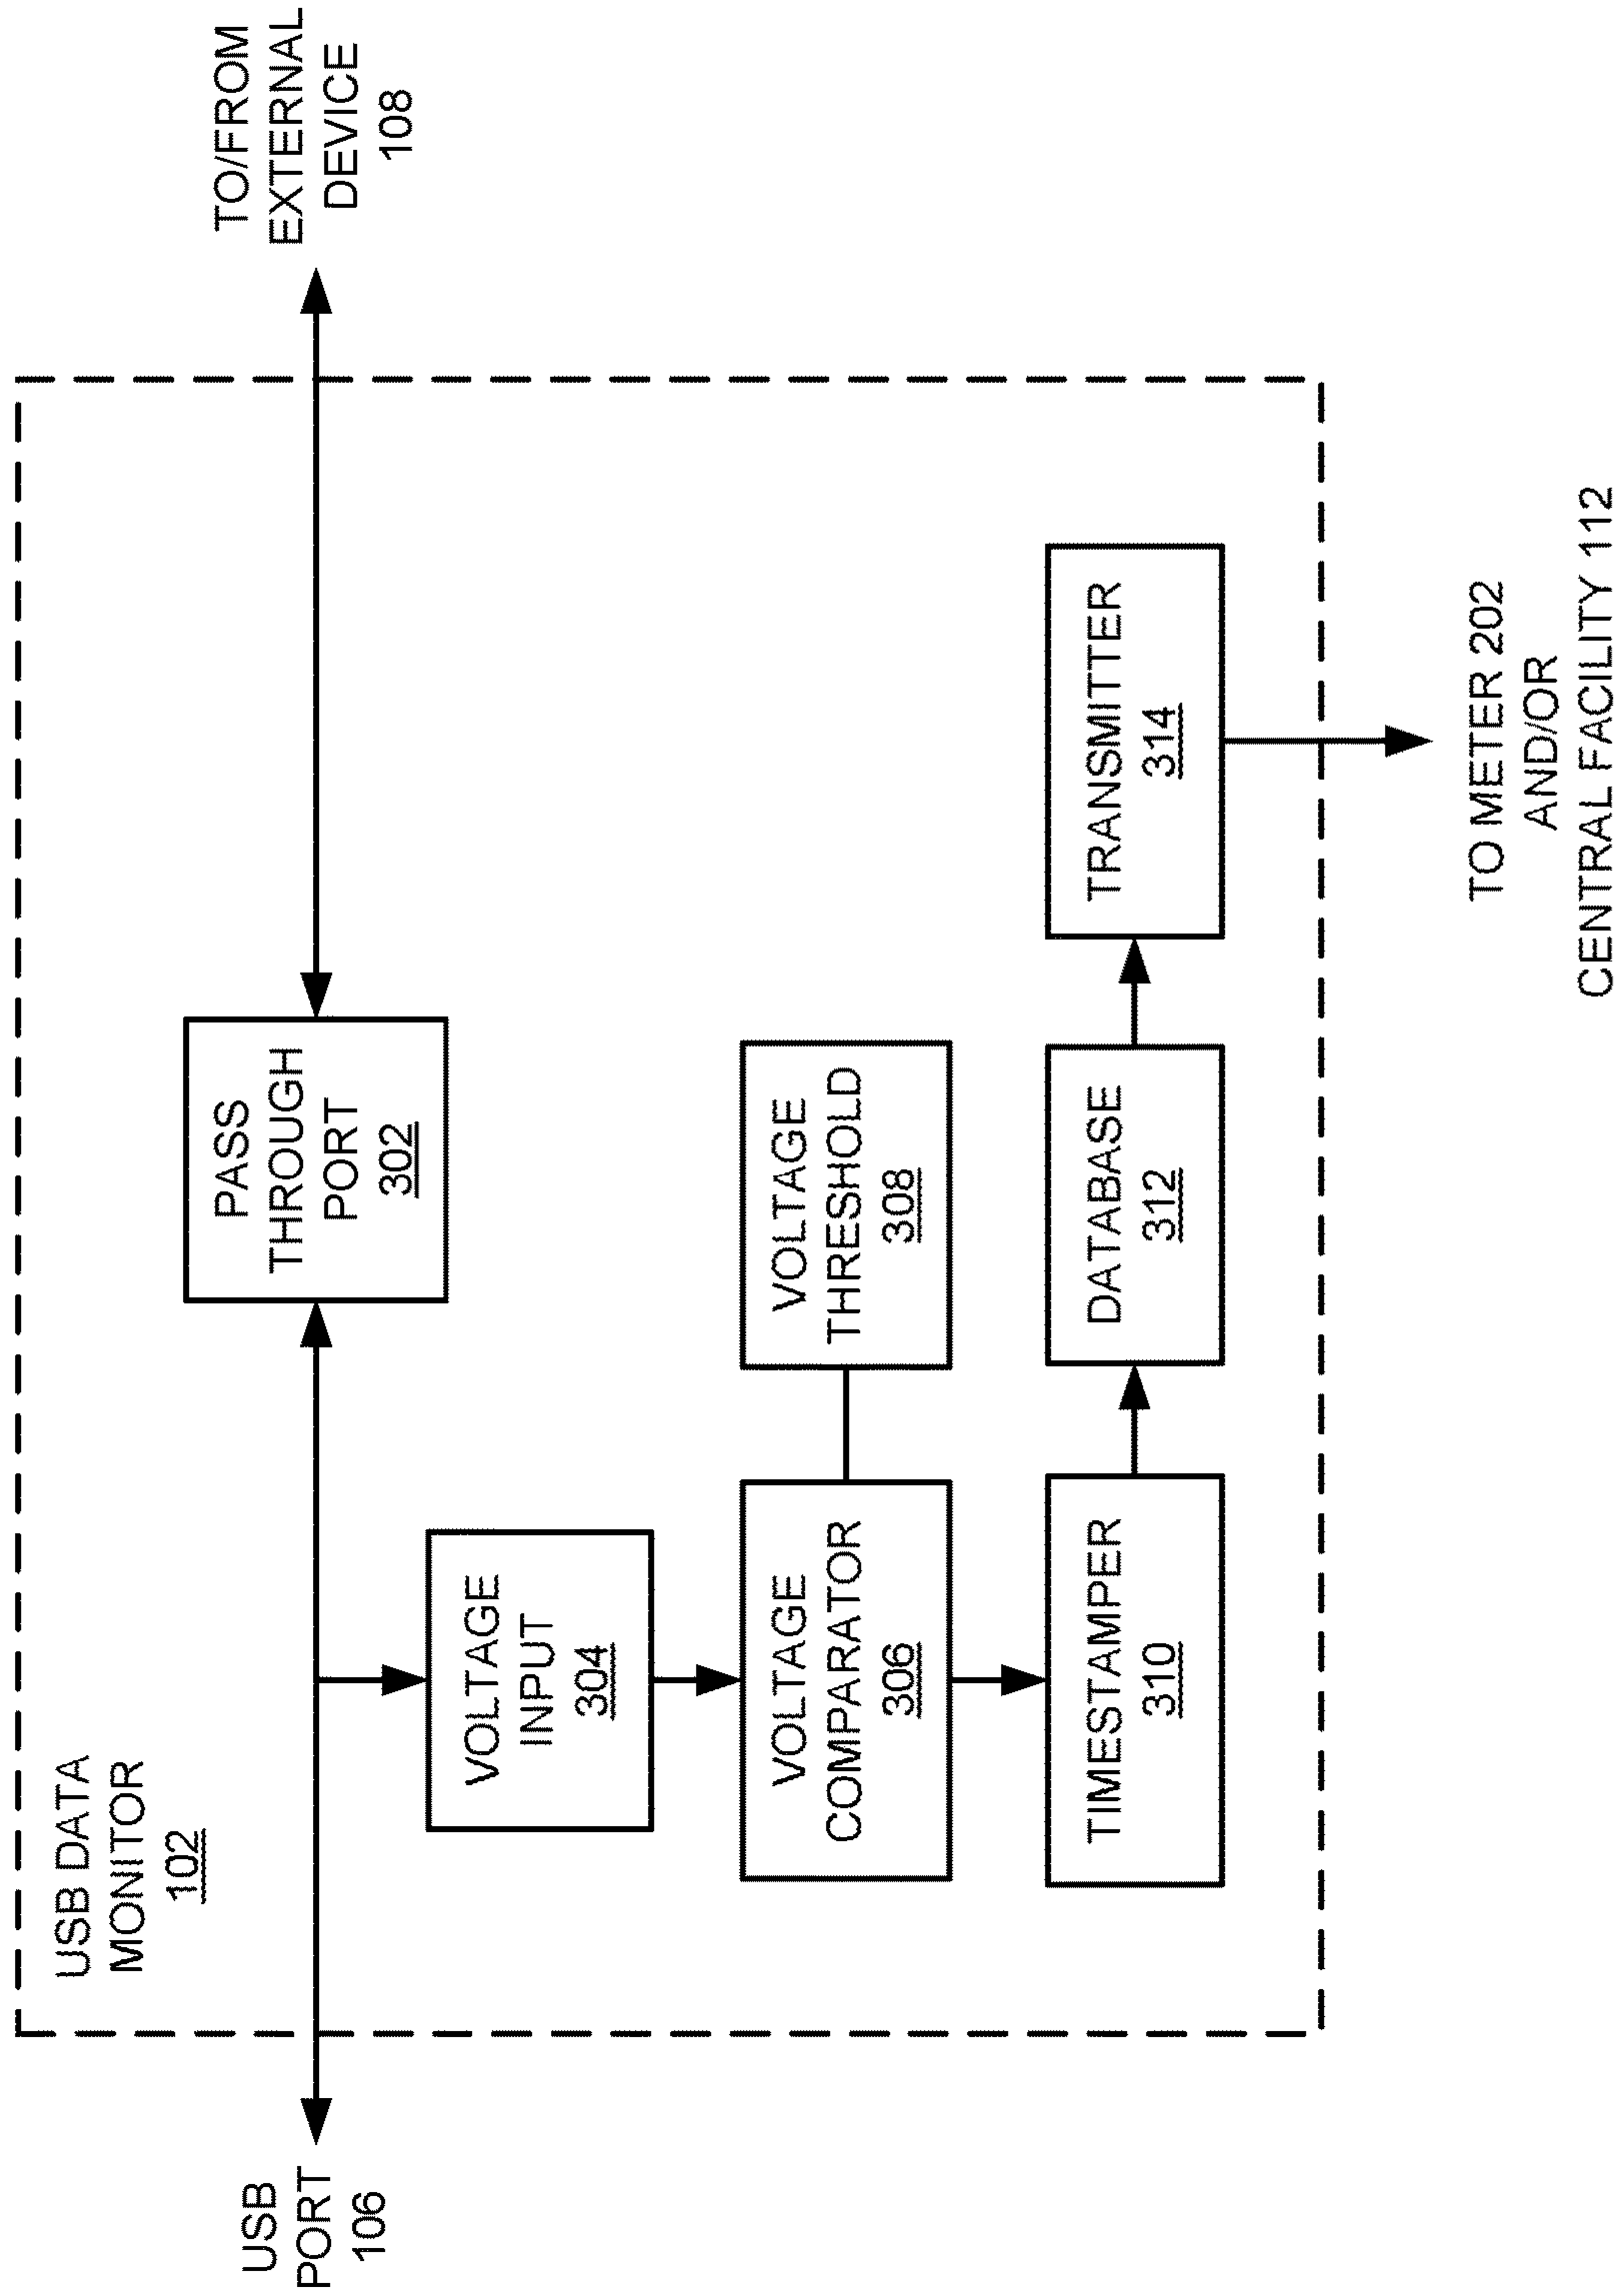 USB DATA
MONITOR
102
USB
PORT
106
PASS
THROUGH
PORT
302
TO/FROM
EXTERNAL
DEVICE
108
VOLTAGE
INPUT
304
VOLTAGE
COMPARATOR
306
VOLTAGE
THRESHOLD
308
TIMESTAMPER
310
DATABASE
312
TRANSMITTER
314
TO METER 202
AND/OR
CENTRAL FACILITY 112